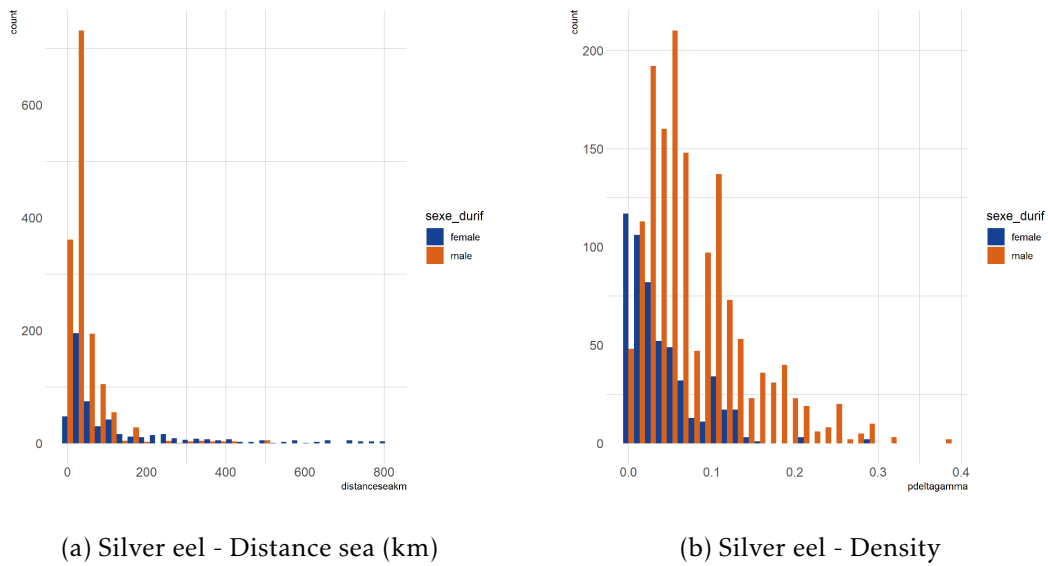 count
600
400
200
0
0
200
400
600
800
distanceseakm
sexe_durif
female
male
(a) Silver eel - Distance sea (km)
count
200
150
100
50
0
0.0
0.1
0.2
0.3
0.4
pdeltagamma
sexe_durif
female
male
(b) Silver eel - Density